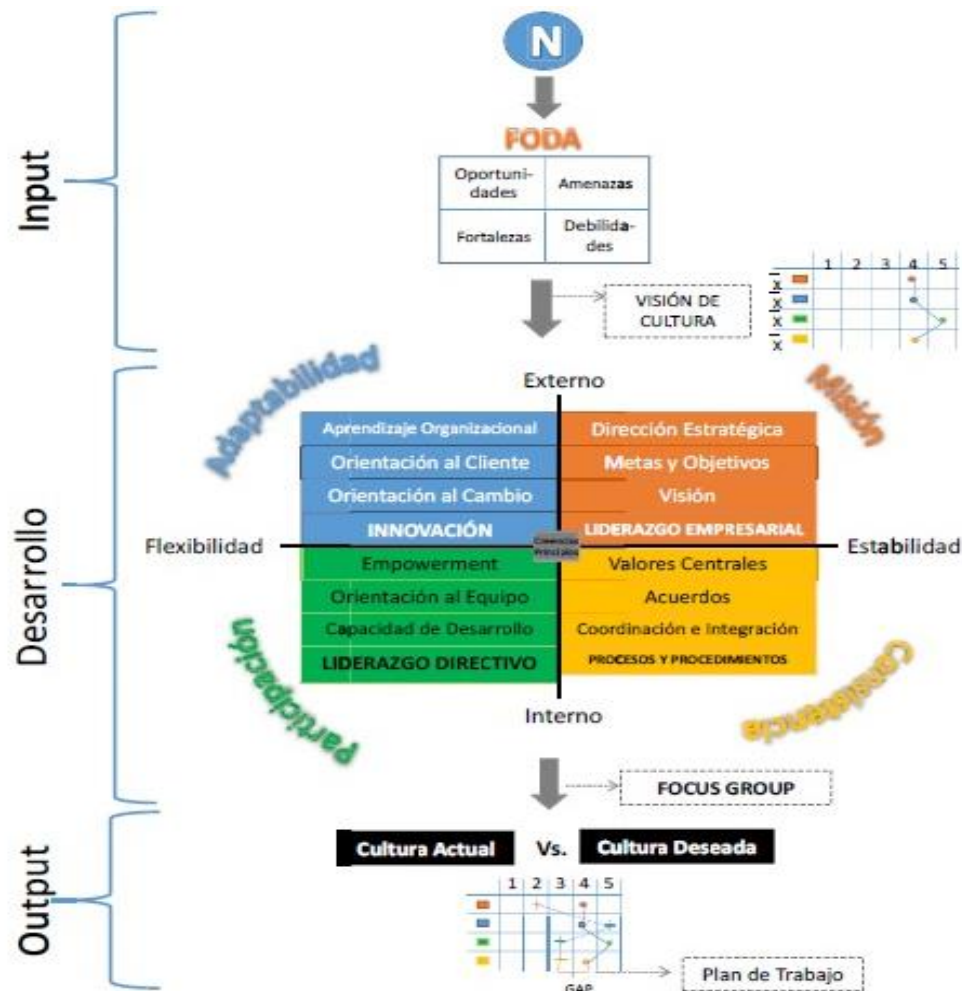 Input
N
FODA
Oportuni-
dades
Amenazas
Fortalezas
Debilida-
des
VISIÓN DE
CULTURA
1 2 3 4 5
X
X
X
X
Desarrollo
Adaptabilidad
Externo
Misión
Aprendizaje Organizacional
Dirección Estratégica
Orientación al Cliente
Metas y Objetivos
Orientación al Cambio
Visión
INNOVACIÓN
LIDERAZGO EMPRESARIAL
Flexibilidad
Creencias
Principios
Estabilidad
Empowerment
Valores Centrales
Orientación al Equipo
Acuerdos
Capacidad de Desarrollo
Coordinación e Integración
LIDERAZGO DIRECTIVO
PROCESOS Y PROCEDIMIENTOS
Participación
Interno
Consistencia
FOCUS GROUP
Output
Cultura Actual Vs. Cultura Deseada
1 2 3 4 5
GAP
Plan de Trabajo